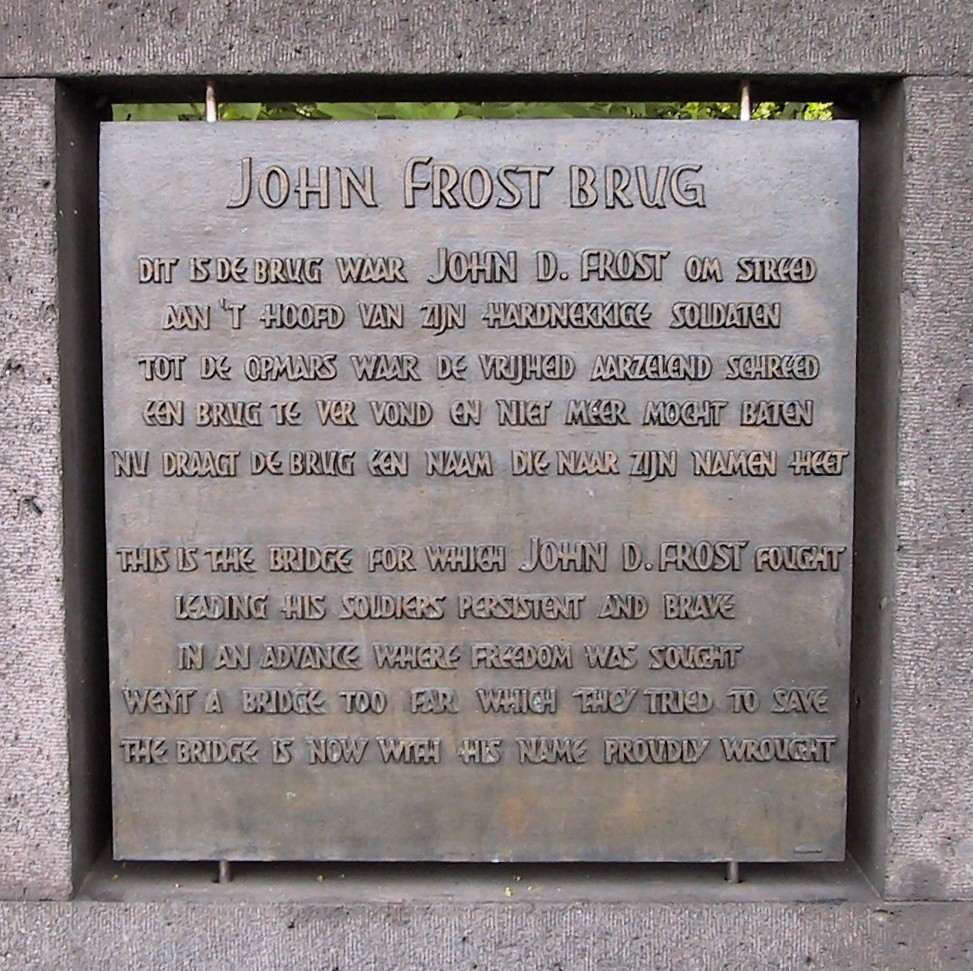 JOHN FROST BRUG
DIT IS DE BRUG WAAR JOHN D. FROST OM STREED
AAN 'T HOOFD VAN ZIJN HARDNEKKIGE SOLDATEN
TOT DE OPMARS WAAR DE VRIJHEID AARZELEND SCHREED
EEN BRUG TE VER VOND EN NIET MEER MOCHT BATEN
NU DRAAGT DE BRUG EEN NAAM DIE NAAR ZIJN NAMEN HEET
THIS IS THE BRIDGE FOR WHICH JOHN D. FROST FOUGHT
LEADING HIS SOLDIERS PERSISTENT AND BRAVE
IN AN ADVANCE WHERE FREEDOM WAS SOUGHT
WENT A BRIDGE TOO FAR WHICH THEY TRIED TO SAVE
THE BRIDGE IS NOW WITH HIS NAME PROUDLY WROUGHT